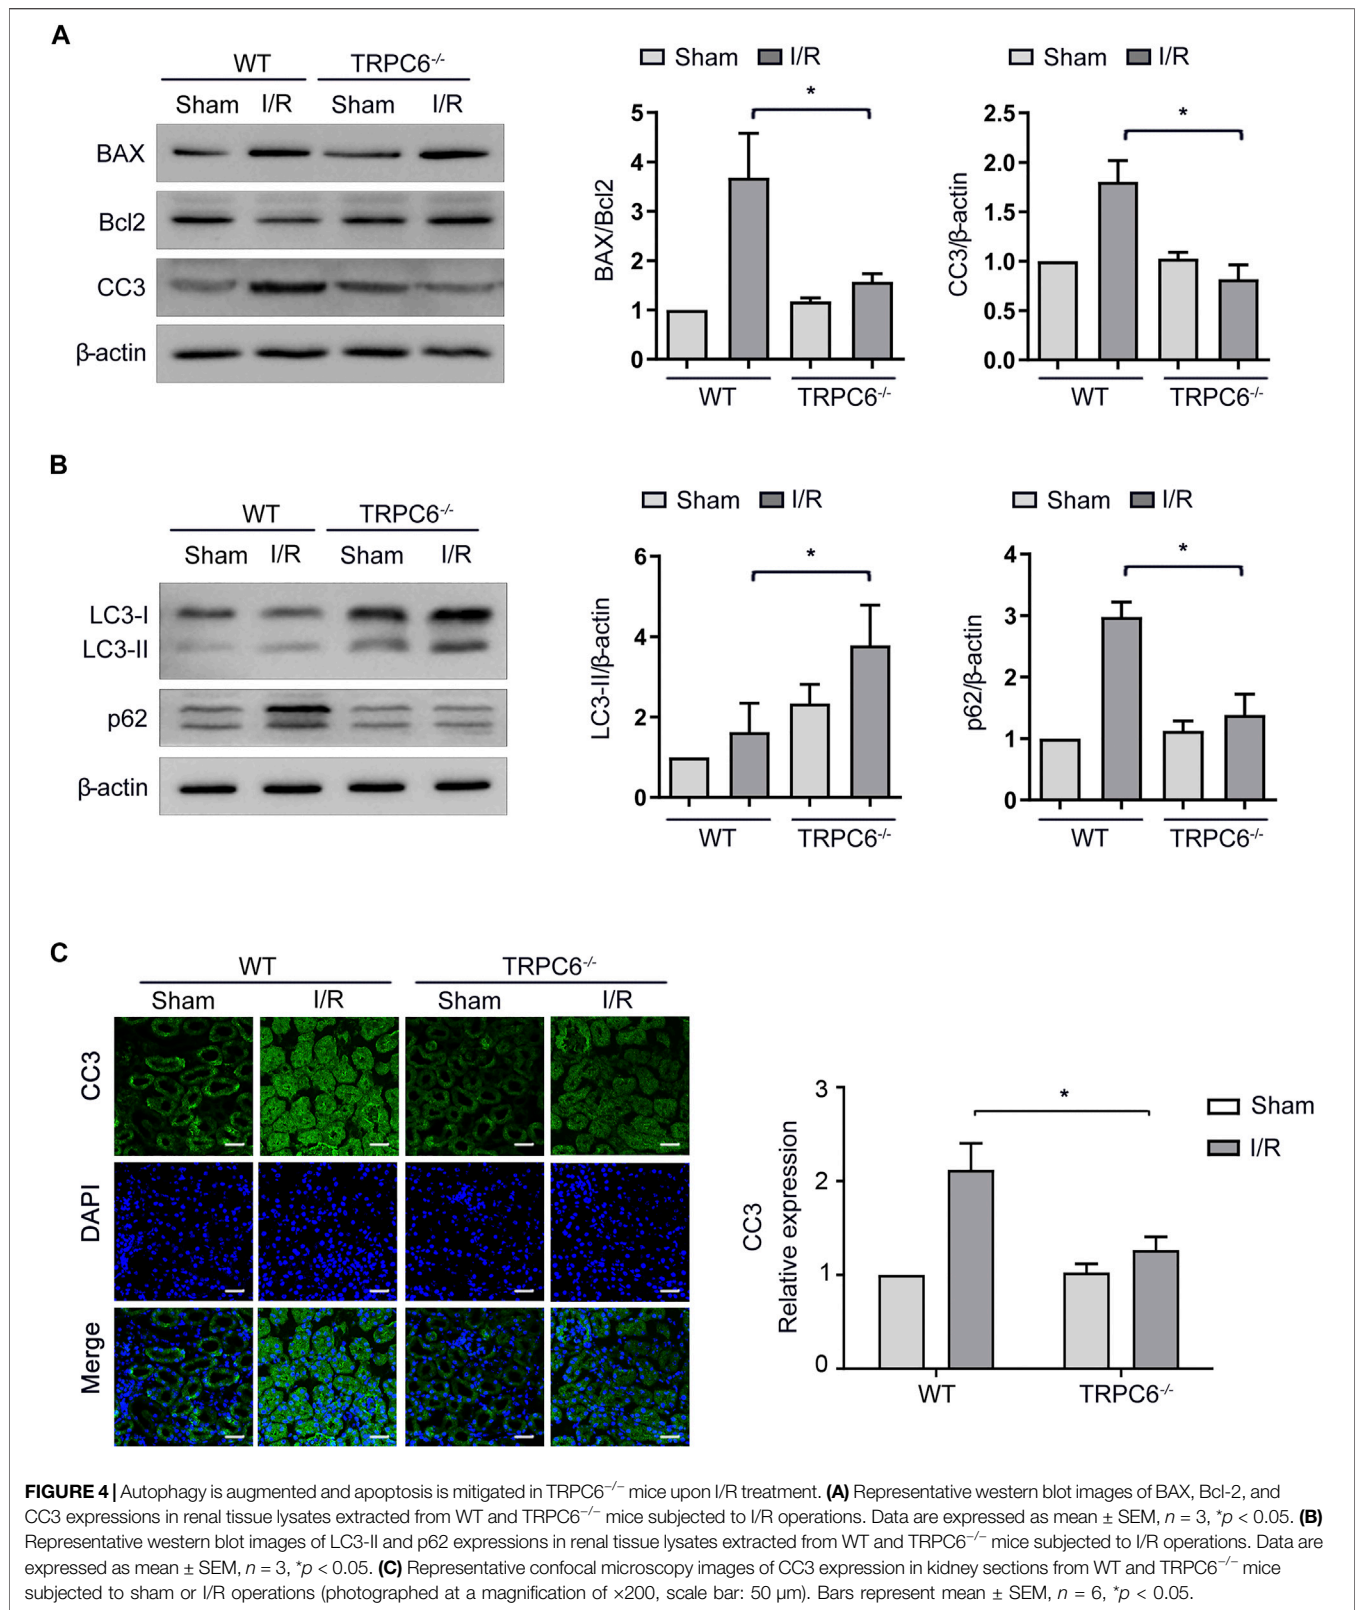 A
WT TRPC6-/-
Sham I/R Sham I/R
BAX
Bcl2
CC3
β-actin
Sham I/R
*
5
4
3
2
1
0
BAX/Bcl2
WT TRPC6-/-
Sham I/R
*
2.5
2.0
1.5
1.0
0.5
0.0
CC3/β-actin
WT TRPC6-/-
B
WT TRPC6-/-
Sham I/R Sham I/R
LC3-I
LC3-II
p62
β-actin
Sham I/R
*
6
4
2
0
LC3-II/β-actin
WT TRPC6-/-
Sham I/R
*
4
3
2
1
0
p62/β-actin
WT TRPC6-/-
C
WT TRPC6-/-
Sham I/R Sham I/R
CC3
DAPI
Merge
3
2
1
0
CC3
Relative expression
*
Sham
I/R
WT TRPC6-/-
FIGURE 4 | Autophagy is augmented and apoptosis is mitigated in TRPC6−/− mice upon I/R treatment. (A) Representative western blot images of BAX, Bcl-2, and
CC3 expressions in renal tissue lysates extracted from WT and TRPC6−/− mice subjected to I/R operations. Data are expressed as mean ± SEM, n = 3, *p < 0.05. (B)
Representative western blot images of LC3-II and p62 expressions in renal tissue lysates extracted from WT and TRPC6−/− mice subjected to I/R operations. Data are
expressed as mean ± SEM, n = 3, *p < 0.05. (C) Representative confocal microscopy images of CC3 expression in kidney sections from WT and TRPC6−/− mice
subjected to sham or I/R operations (photographed at a magnification of ×200, scale bar: 50 μm). Bars represent mean ± SEM, n = 6, *p < 0.05.